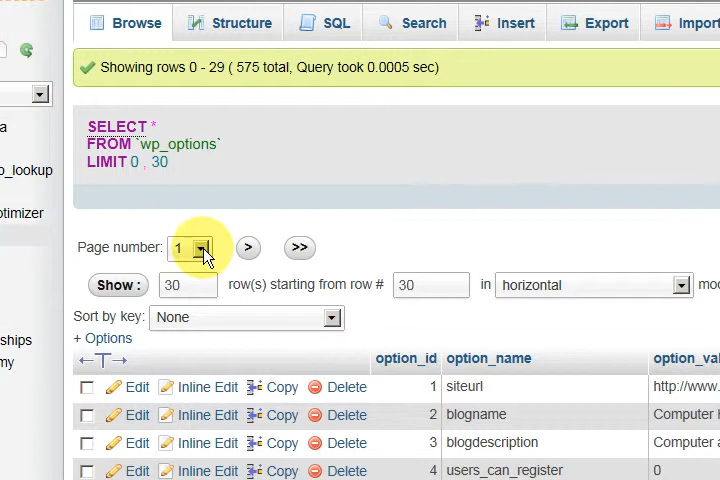 Browse Structure SQL Search Insert Export Import
Showing rows 0 - 29 ( 575 total, Query took 0.0005 sec)
a
o_lookup
otimizer
ships
my
SELECT *
FROM `wp_options`
LIMIT 0 , 30
Page number: 1 > >>
Show : 30 row(s) starting from row # 30 in horizontal
Sort by key: None
+ Options
←T→ option_id option_name option_val
Edit Inline Edit Copy Delete 1 siteurl http://www.
Edit Inline Edit Copy Delete 2 blogname Computer
Edit Inline Edit Copy Delete 3 blogdescription Computer a
Edit Inline Edit Copy Delete 4 users_can_register 0